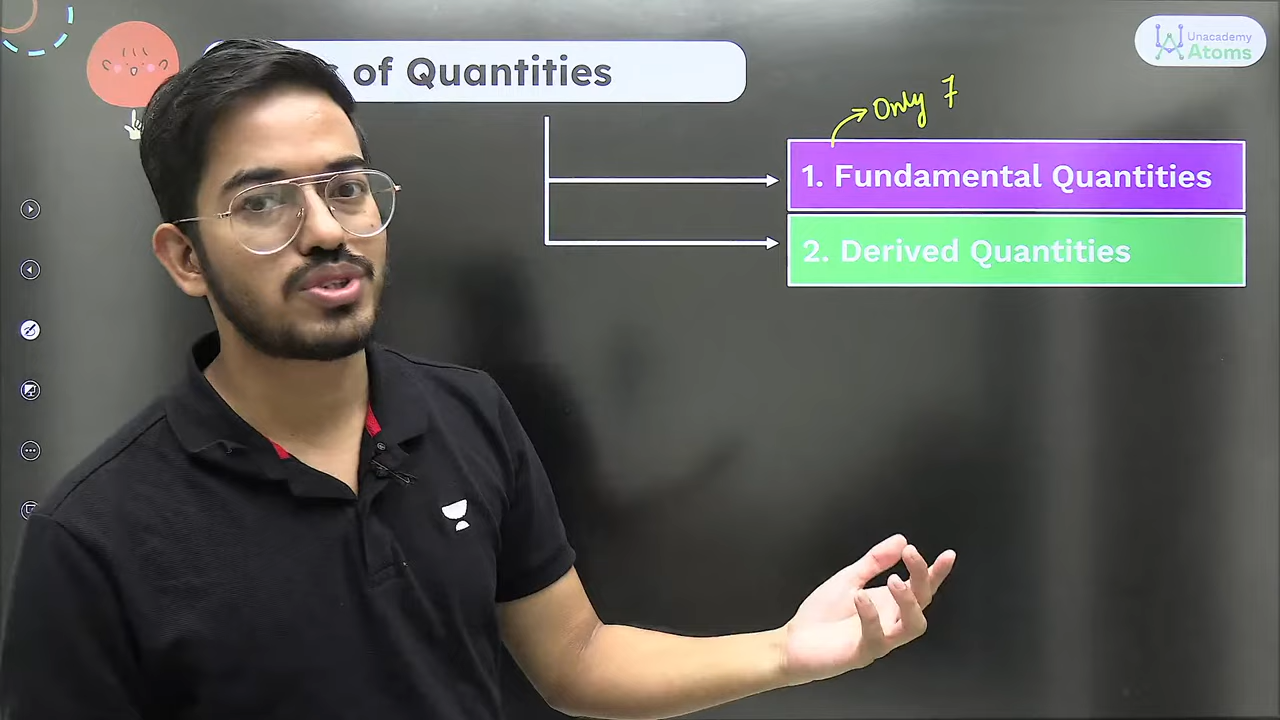 of Quantities
Unacademy
Atoms
Only 7
1. Fundamental Quantities
2. Derived Quantities